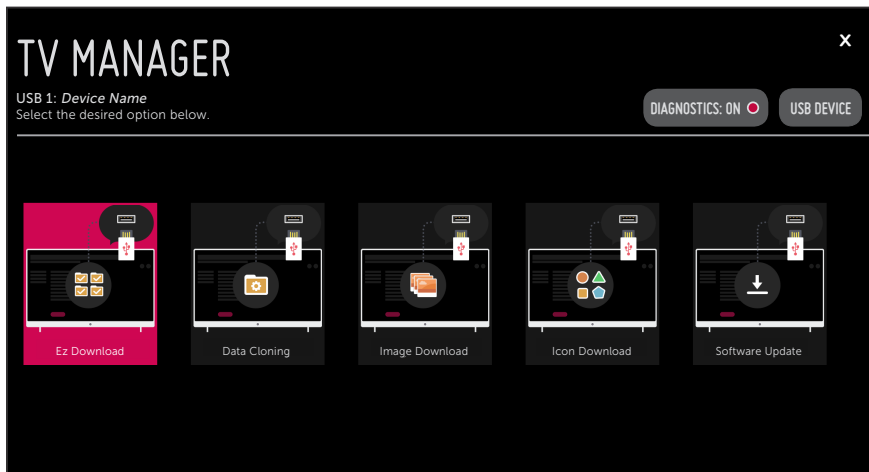 TV MANAGER
X
USB 1: Device Name
Select the desired option below.
DIAGNOSTICS: ON
USB DEVICE
Ez Download
Data Cloning
Image Download
Icon Download
Software Update